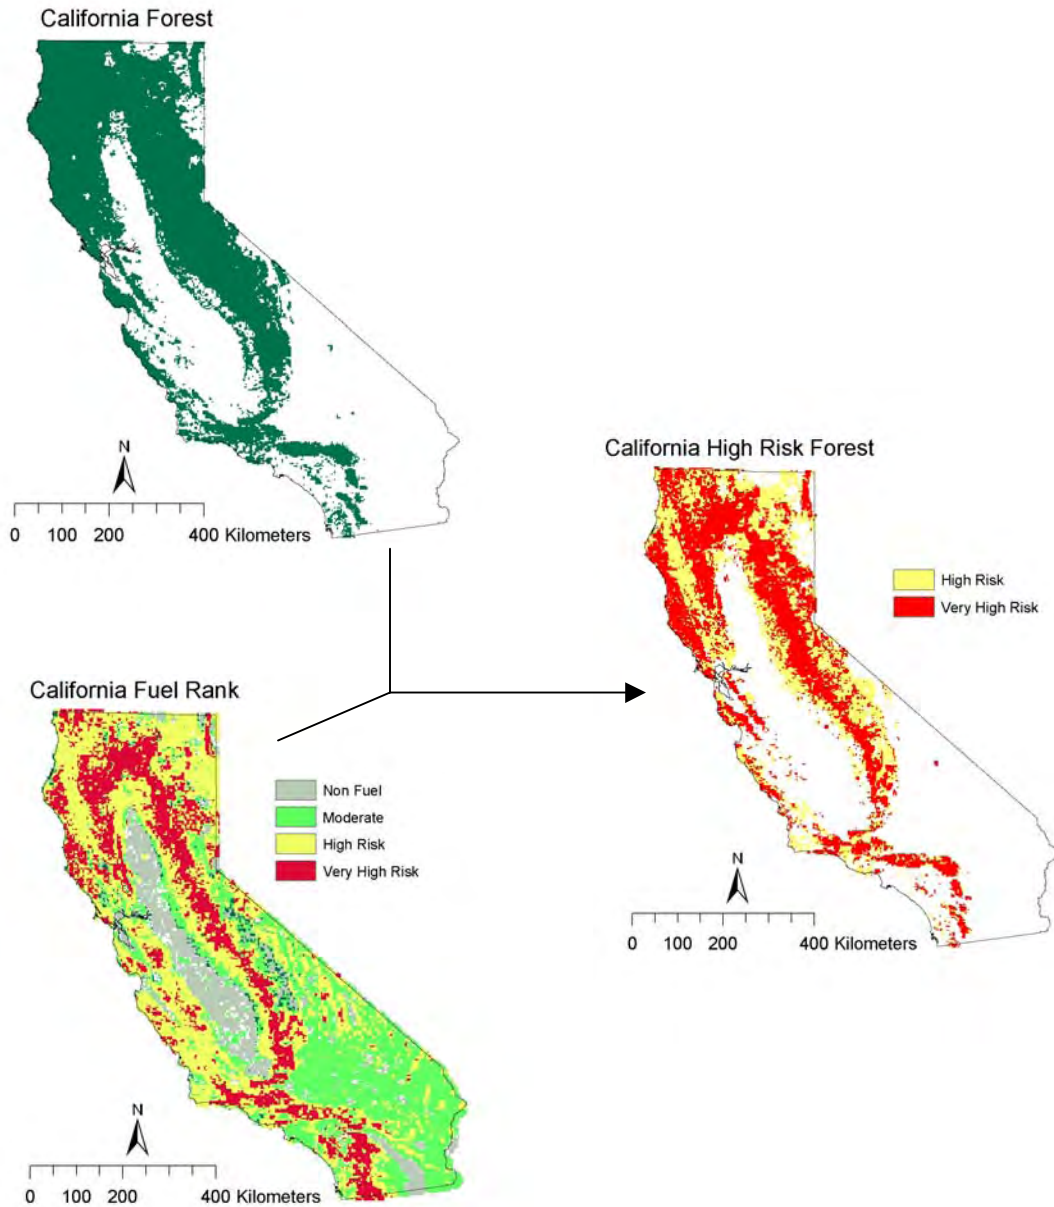 California Forest
N
0 100 200 400 Kilometers
California High Risk Forest
High Risk
Very High Risk
N
0 100 200 400 Kilometers
California Fuel Rank
Non Fuel
Moderate
High Risk
Very High Risk
N
0 100 200 400 Kilometers